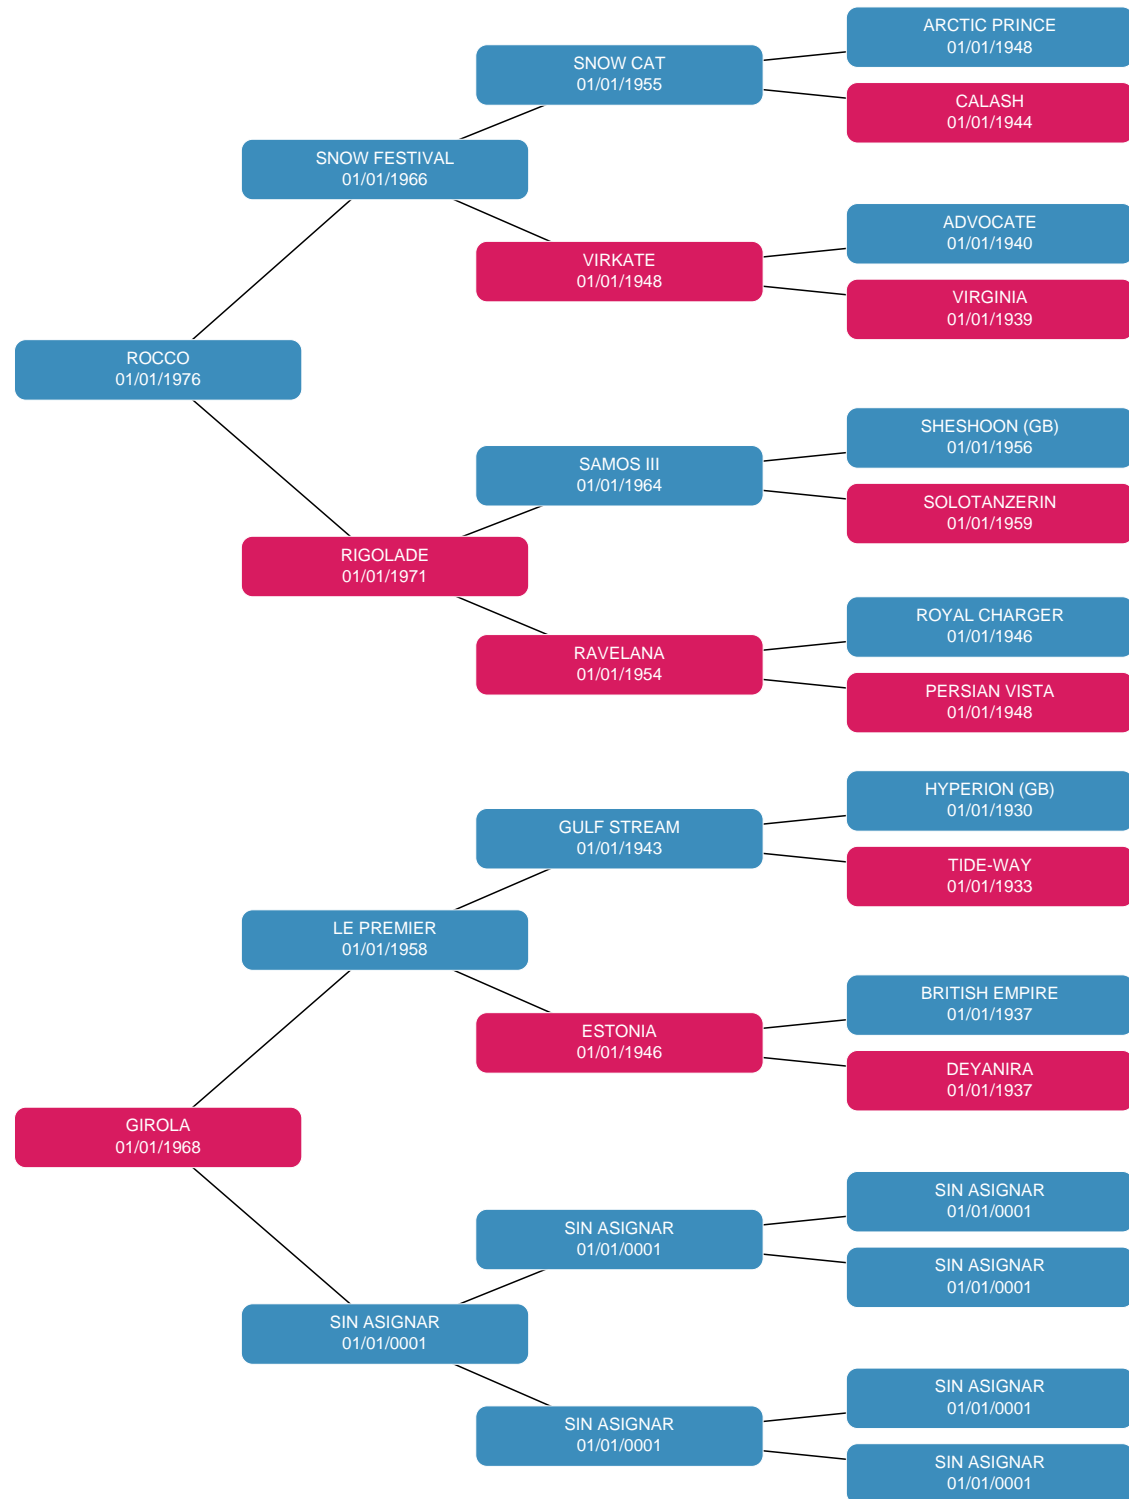 ARCTIC PRINCE
01/01/1948
SNOW CAT
01/01/1955
CALASH
01/01/1944
SNOW FESTIVAL
01/01/1966
ADVOCATE
01/01/1940
VIRKATE
01/01/1948
VIRGINIA
01/01/1939
ROCCO
01/01/1976
SHESHOON (GB)
01/01/1956
SAMOS III
01/01/1964
SOLOTANZERIN
01/01/1959
RIGOLADE
01/01/1971
ROYAL CHARGER
01/01/1946
RAVELANA
01/01/1954
PERSIAN VISTA
01/01/1948
HYPERION (GB)
01/01/1930
GULF STREAM
01/01/1943
TIDE-WAY
01/01/1933
LE PREMIER
01/01/1958
BRITISH EMPIRE
01/01/1937
ESTONIA
01/01/1946
DEYANIRA
01/01/1937
GIROLA
01/01/1968
SIN ASIGNAR
01/01/0001
SIN ASIGNAR
01/01/0001
SIN ASIGNAR
01/01/0001
SIN ASIGNAR
01/01/0001
SIN ASIGNAR
01/01/0001
SIN ASIGNAR
01/01/0001
SIN ASIGNAR
01/01/0001